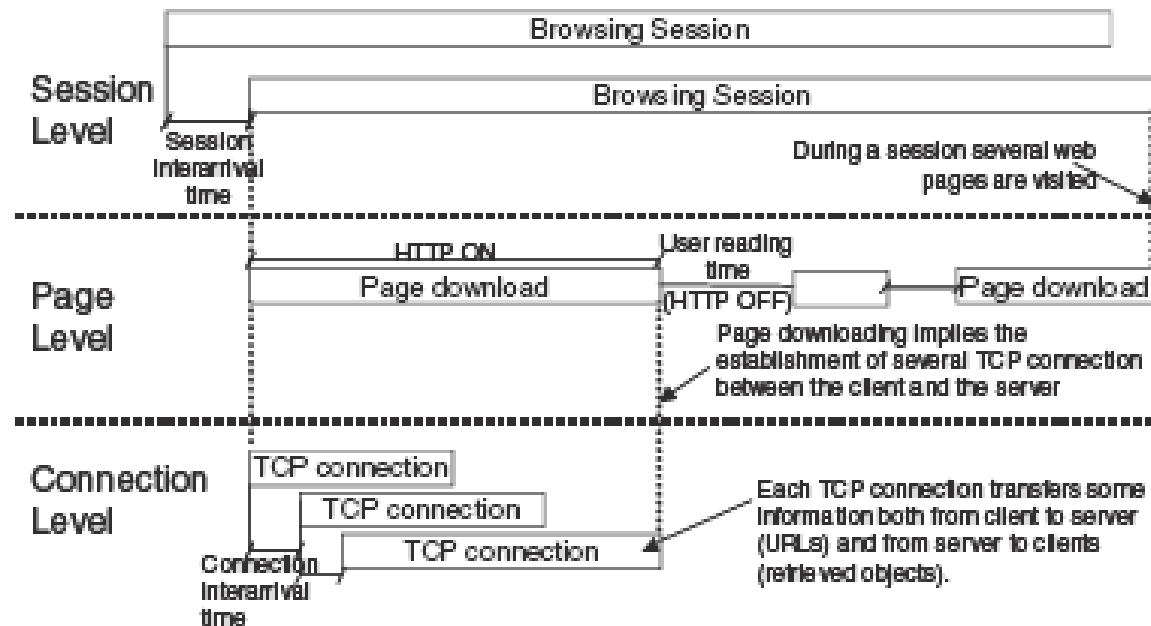 Browsing Session
Session
Level
Browsing Session
Session
interarrival
time
During a session several web
pages are visited
HTTP ON
User reading
time
Page
Level
Page download
(HTTP OFF)
Page download
Page downloading implies the
establishment of several TCP connection
between the client and the server
Connection
Level
TCP connection
TCP connection
TCP connection
Connection
interarrival
time
Each TCP connection transfers some
information both from client to server
(URLs) and from server to clients
(retrieved objects).